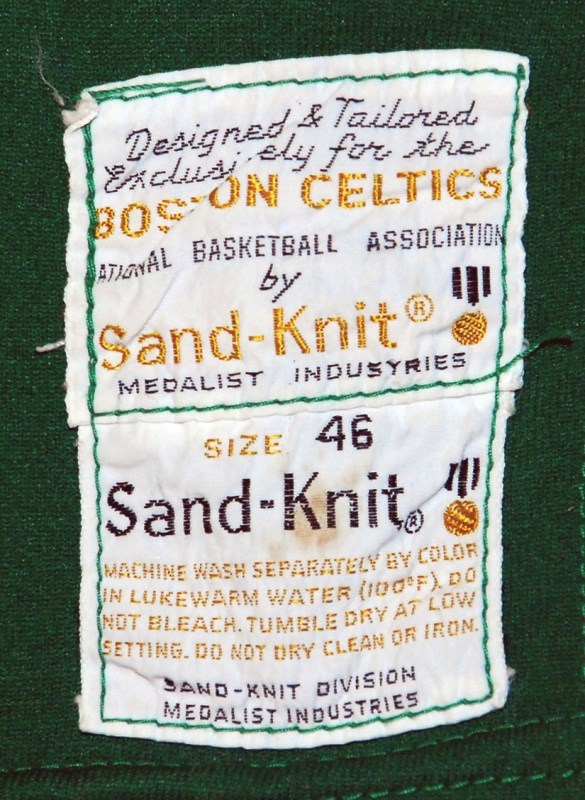 Designed & Tailored
Exclusively for the
BOSTON CELTICS
ATIONAL BASKETBALL ASSOCIATION
by
Sand-Knit®
MEDALIST INDUSYRIES
SIZE 46
Sand-Knit®
MACHINE WASH SEPARATELY BY COLOR
IN LUKEWARM WATER (100°F). DO
NOT BLEACH. TUMBLE DRY AT LOW
SETTING. DO NOT DRY CLEAN OR IRON.
SAND-KNIT DIVISION
MEDALIST INDUSTRIES